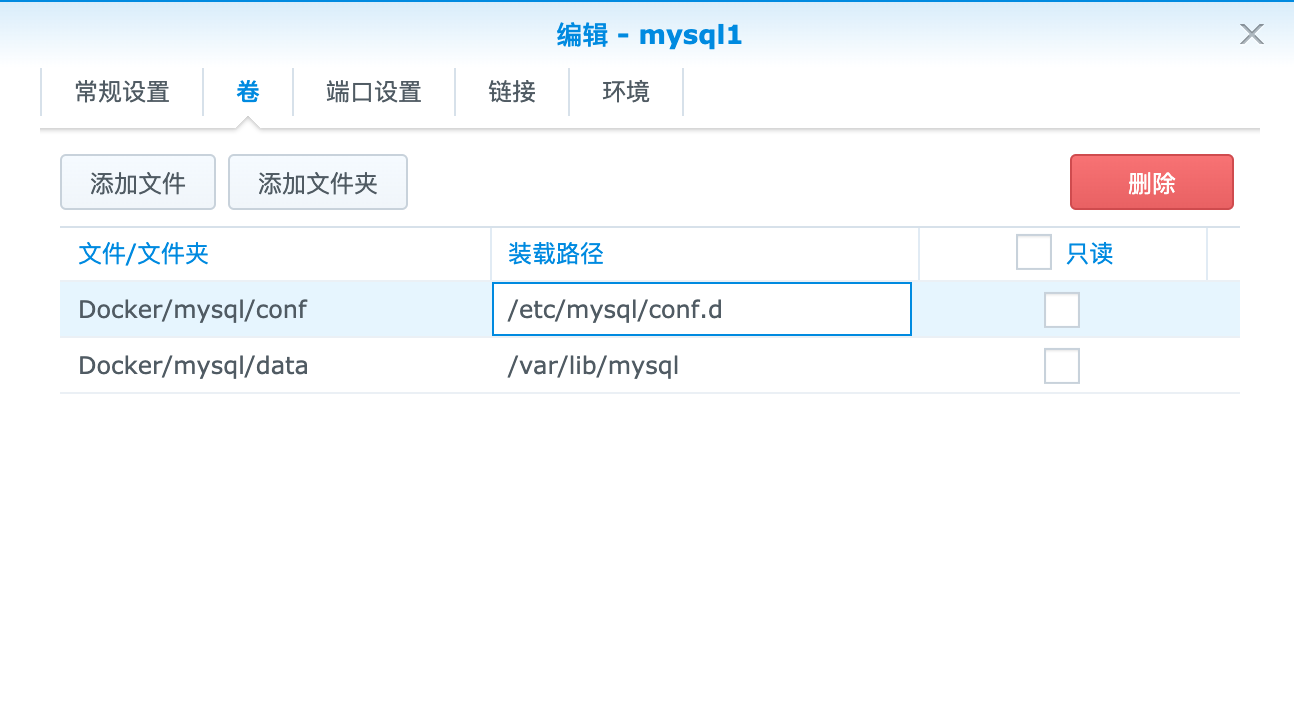 编辑 - mysql1
常规设置 卷 端口设置 链接 环境
添加文件 添加文件夹 删除
文件/文件夹 装载路径 只读
Docker/mysql/conf /etc/mysql/conf.d
Docker/mysql/data /var/lib/mysql